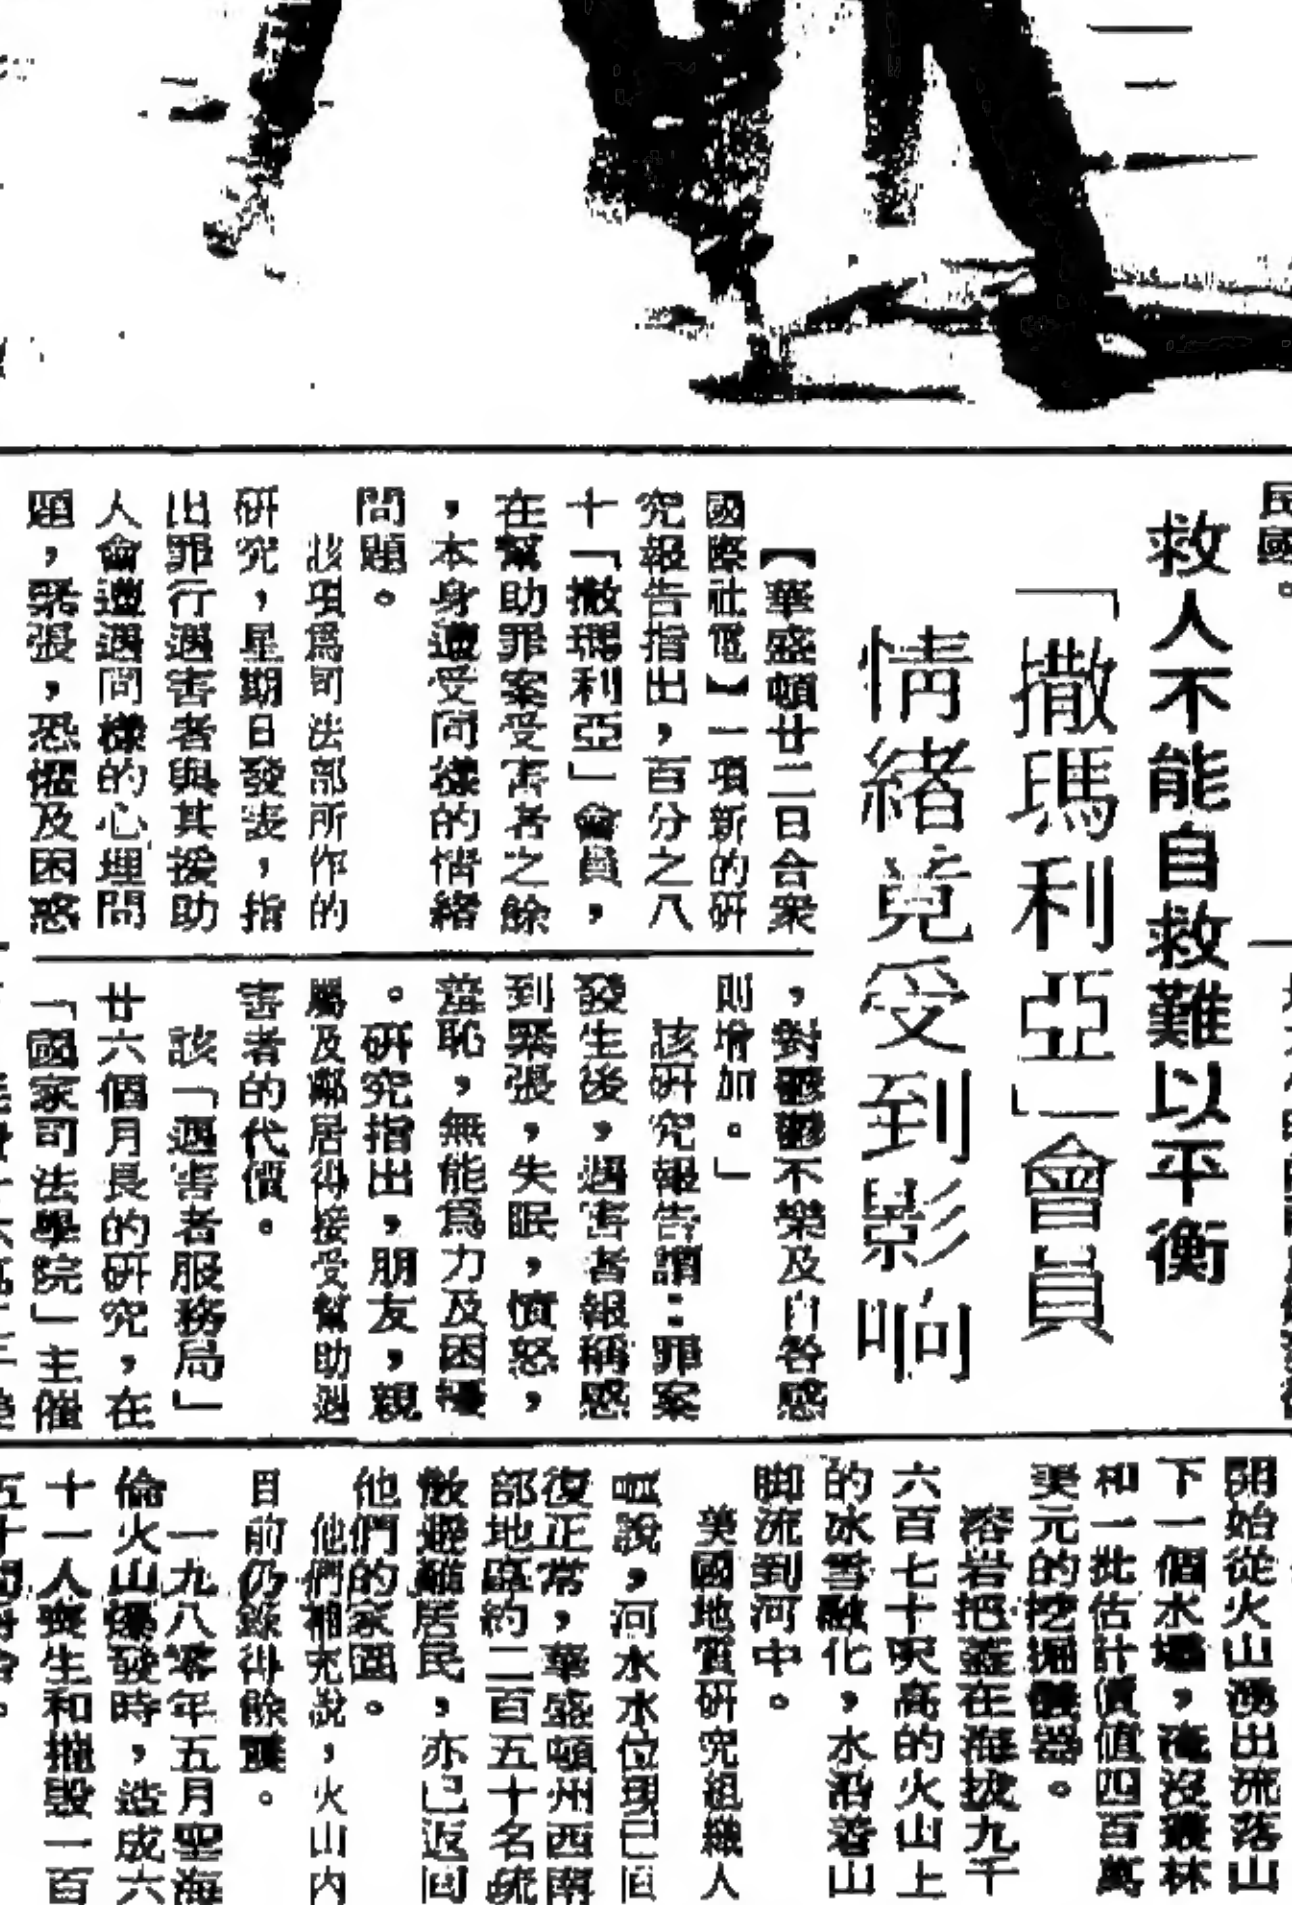 民國。
救人不能自救難以平衡
「撒瑪利亞」會員
情緒竟受到影响
【華盛頓廿二日合衆
國際社電】一項新的研
究報告指出，百分之八
十「撒瑪利亞」會員，
在幫助罪案受害者之餘
，本身遭受同樣的情緒
問題。
該項爲司法部所作的
研究，星期日發表，指
出罪行遇害者與其援助
人會遭遇同樣的心理問
題，緊張，恐懼及困惑
，對鬱鬱不樂及自咎感
則增加。」
該研究報告謂：罪案
發生後，遇害者報稱感
到緊張，失眠，憤怒，
羞恥，無能爲力及困擾
。研究指出，朋友，親
屬及鄰居得接受幫助遇
害者的代價。
該「遇害者服務局」
廿六個月長的研究，在
「國家司法學院」主催
開始從火山湧出流落山
下一個水壩，淹沒叢林
和一批估計價值四百萬
美元的挖掘儀器。
溶岩把蓋在海拔九千
六百七十呎高的火山上
的冰雪融化，水沿着山
脚流到河中。
美國地質研究組織人
員說，河水水位現已回
復正常，華盛頓州西南
部地區約二百五十名疏
散避難居民，亦已返回
他們的家園。
他們補充說，火山內
目前仍錄得餘震。
一九八零年五月聖海
倫火山爆發時，造成六
十一人喪生和摧毀一百